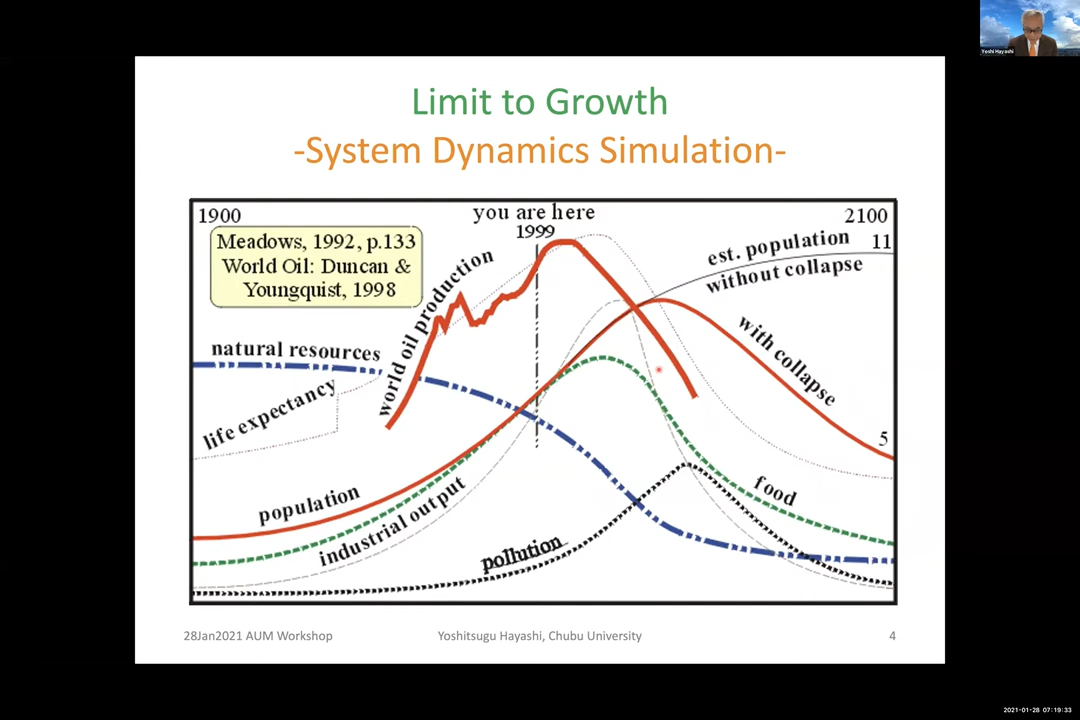 Yoshi Hayashi
Limit to Growth
-System Dynamics Simulation-
1900
you are here
1999
2100
Meadows, 1992, p.133
World Oil: Duncan &
Youngquist, 1998
world oil production
est. population
11
without collapse
natural resources
life expectancy
with collapse
5
population
industrial output
pollution
food
28Jan2021 AUM Workshop
Yoshitsugu Hayashi, Chubu University
4
2021-01-28 07:19:33